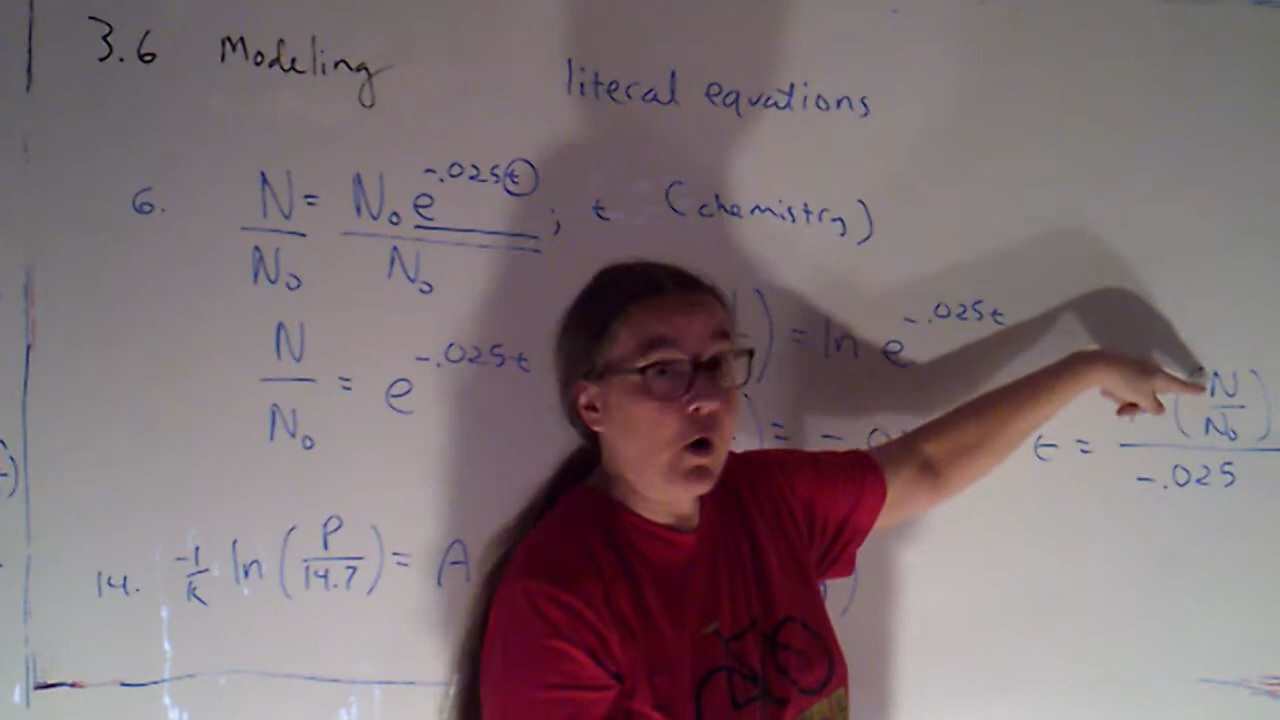 3.6 Modeling
literal equations
6. N = N₀e^-.025t ; t (chemistry)
N₀ N₀
N/N₀ = e^-.025t
) = ln e^-.025t
) = -.0
t = (N/N₀)/-.025
14. -1/k ln(P/14.7) = A